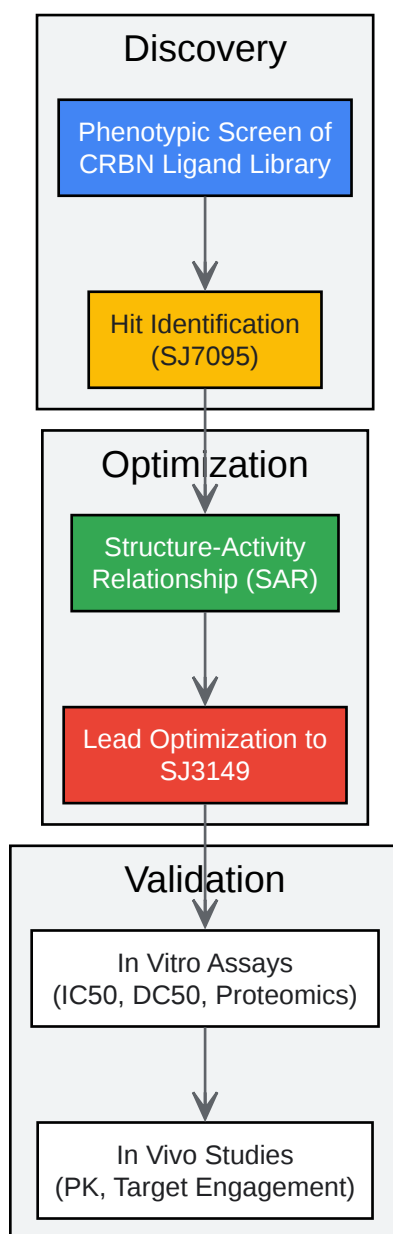 Discovery
Phenotypic Screen of
CRBN Ligand Library
Hit Identification
(SJ7095)
Optimization
Structure-Activity
Relationship (SAR)
Lead Optimization to
SJ3149
Validation
In Vitro Assays
(IC50, DC50, Proteomics)
In Vivo Studies
(PK, Target Engagement)